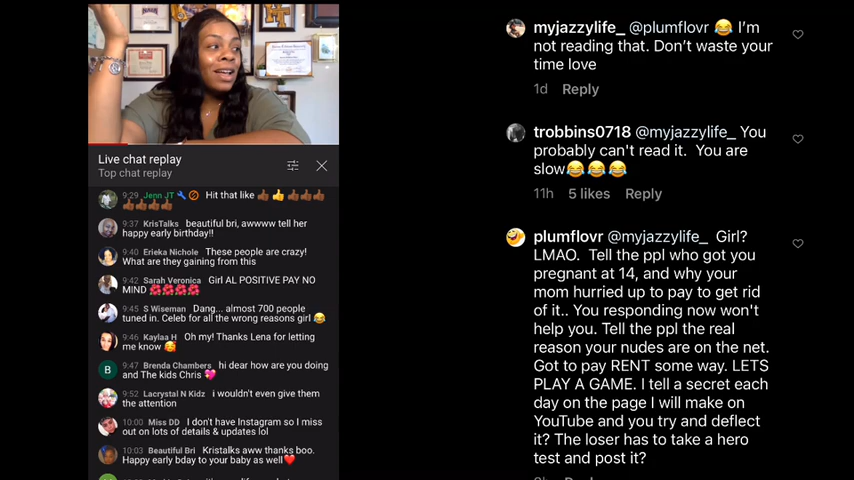 Live chat replay
Top chat replay
9:29 Jenn JT Hit that like 👍🏾👍👍🏾👍🏾👍🏾
👍🏾👍🏾👍🏾👍🏾
9:37 KrisTalks beautiful bri, awwww tell her
happy early birthday!!
9:40 Erieka Nichole These people are crazy!
What are they gaining from this
9:42 Sarah Veronica Girl AL POSITIVE PAY NO
MIND 🌺🌺🌺🌺
9:45 S Wiseman Dang... almost 700 people
tuned in. Celeb for all the wrong reasons girl 😂
9:46 Kaylaa H Oh my! Thanks Lena for letting
me know 🥰
B
9:47 Brenda Chambers hi dear how are you doing
and The kids Chris 💖
9:52 Lacrystal N Kidz i wouldn't even give them
the attention
10:00 Miss DD I don't have Instagram so I miss
out on lots of details & updates lol
10:03 Beautiful Bri Kristalks aww thanks boo.
Happy early bday to your baby as well❤️
myjazzylife_ @plumflovr 😂 I'm
not reading that. Don't waste your
time love
1d Reply
trobbins0718 @myjazzylife_ You
probably can't read it. You are
slow😂😂😂
11h 5 likes Reply
plumflovr @myjazzylife_ Girl?
LMAO. Tell the ppl who got you
pregnant at 14, and why your
mom hurried up to pay to get rid
of it.. You responding now won't
help you. Tell the ppl the real
reason your nudes are on the net.
Got to pay RENT some way. LETS
PLAY A GAME. I tell a secret each
day on the page I will make on
YouTube and you try and deflect
it? The loser has to take a hero
test and post it?